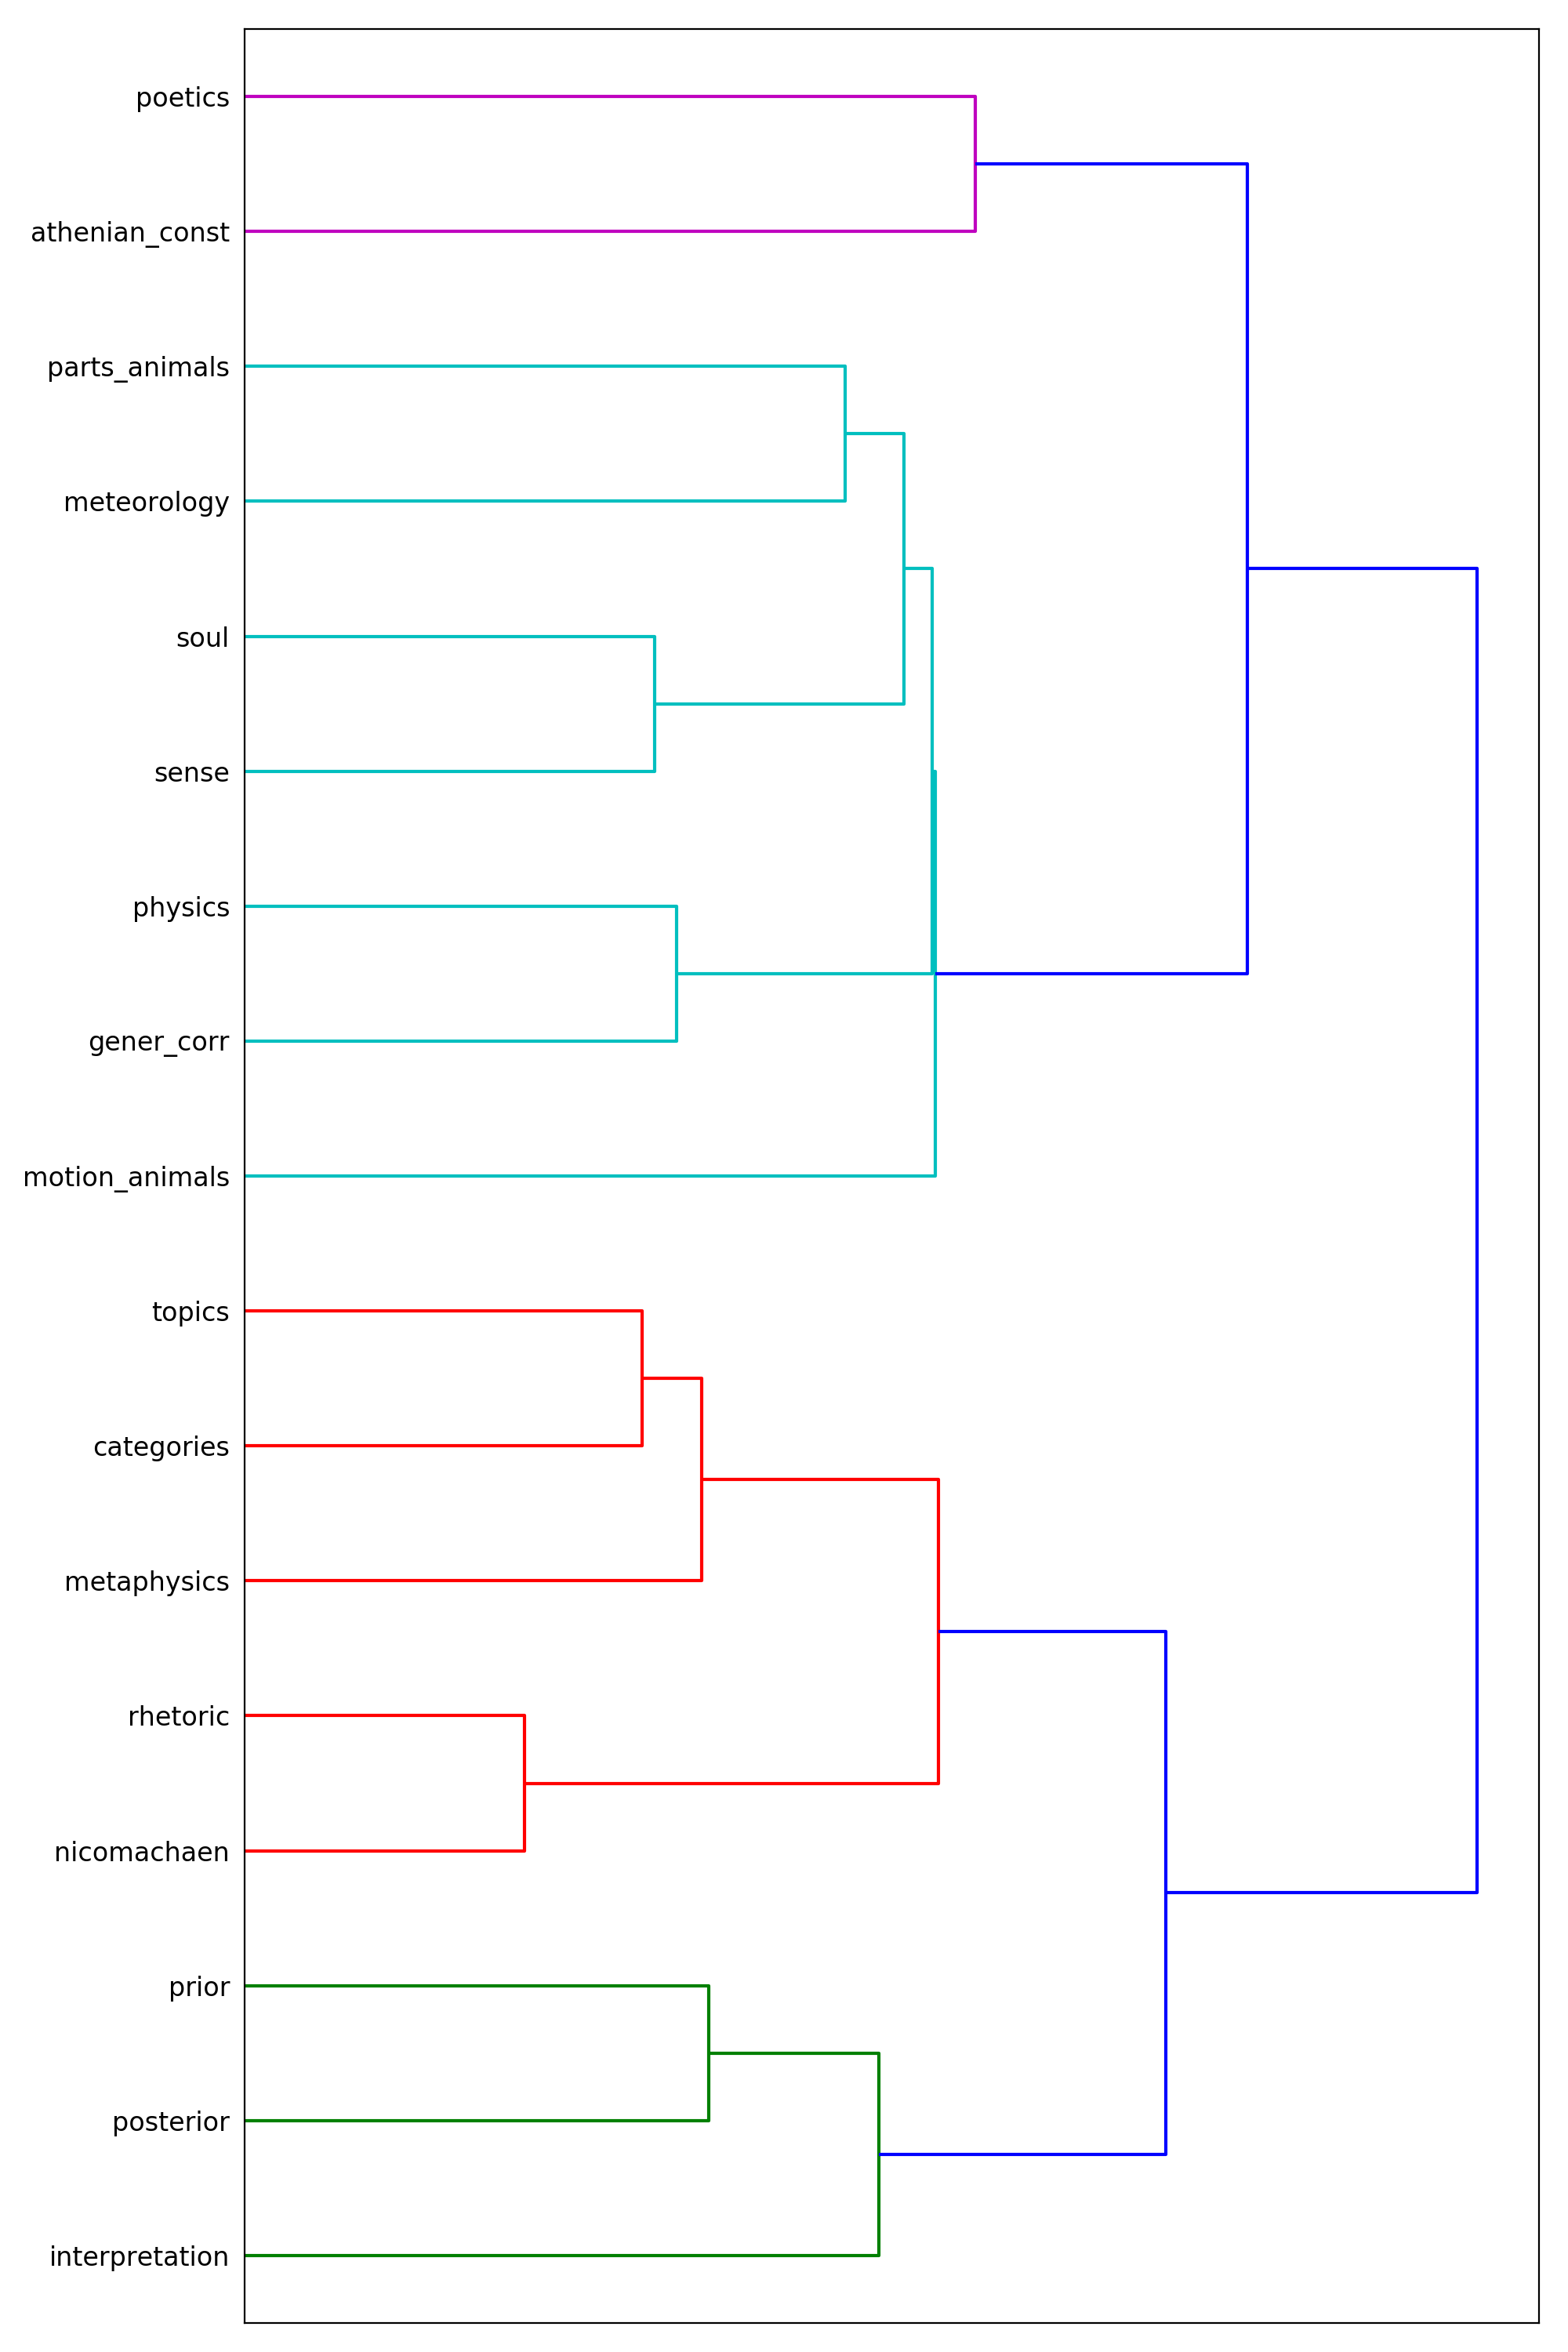 poetics
athenian_const
parts_animals
meteorology
soul
sense
physics
gener_corr
motion_animals
topics
categories
metaphysics
rhetoric
nicomachaen
prior
posterior
interpretation